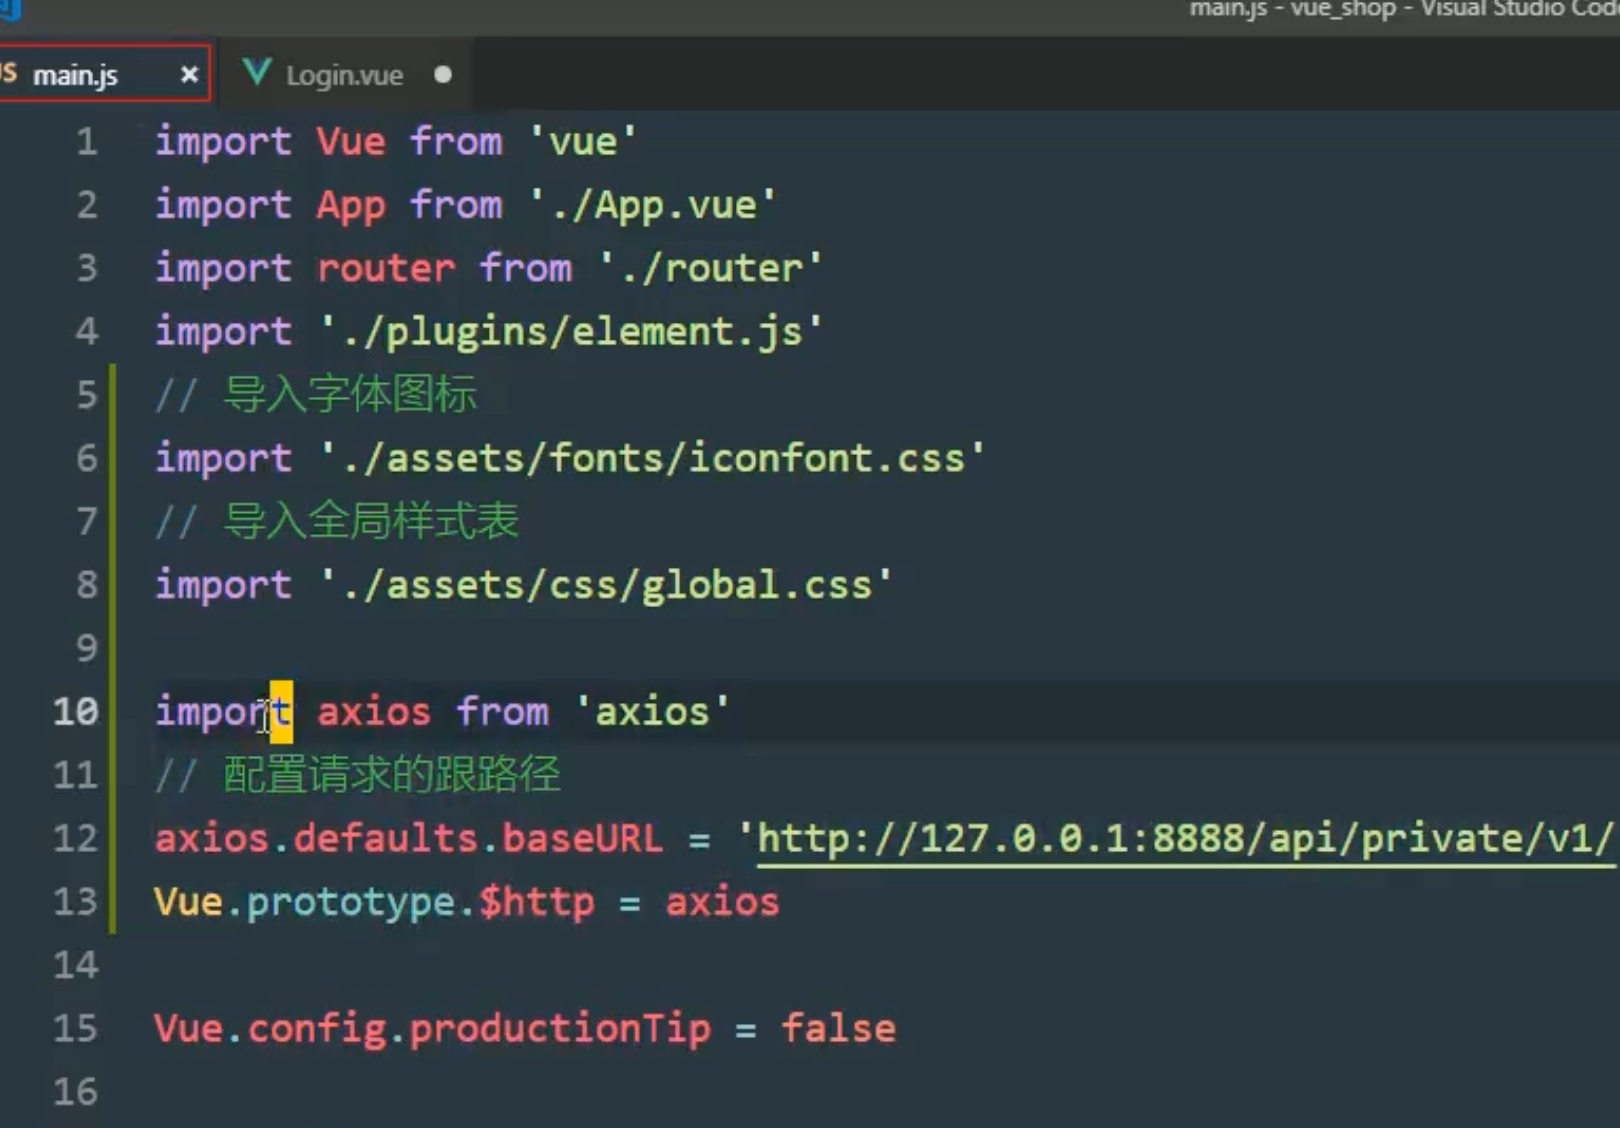 main.js - vue_shop - Visual Studio Cod
JS main.js × Login.vue ●
1 import Vue from 'vue'
2 import App from './App.vue'
3 import router from './router'
4 import './plugins/element.js'
5 // 导入字体图标
6 import './assets/fonts/iconfont.css'
7 // 导入全局样式表
8 import './assets/css/global.css'
9
10 import axios from 'axios'
11 // 配置请求的跟路径
12 axios.defaults.baseURL = 'http://127.0.0.1:8888/api/private/v1/
13 Vue.prototype.$http = axios
14
15 Vue.config.productionTip = false
16